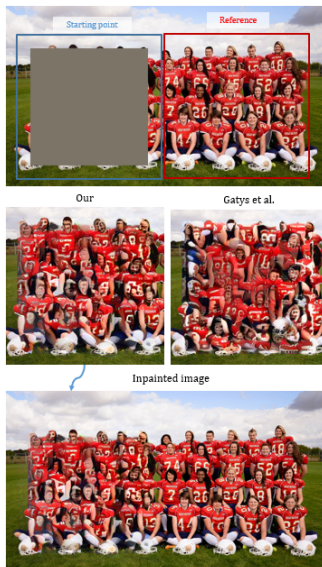 Starting point
Reference
Our
Gatys et al.
Inpainted image